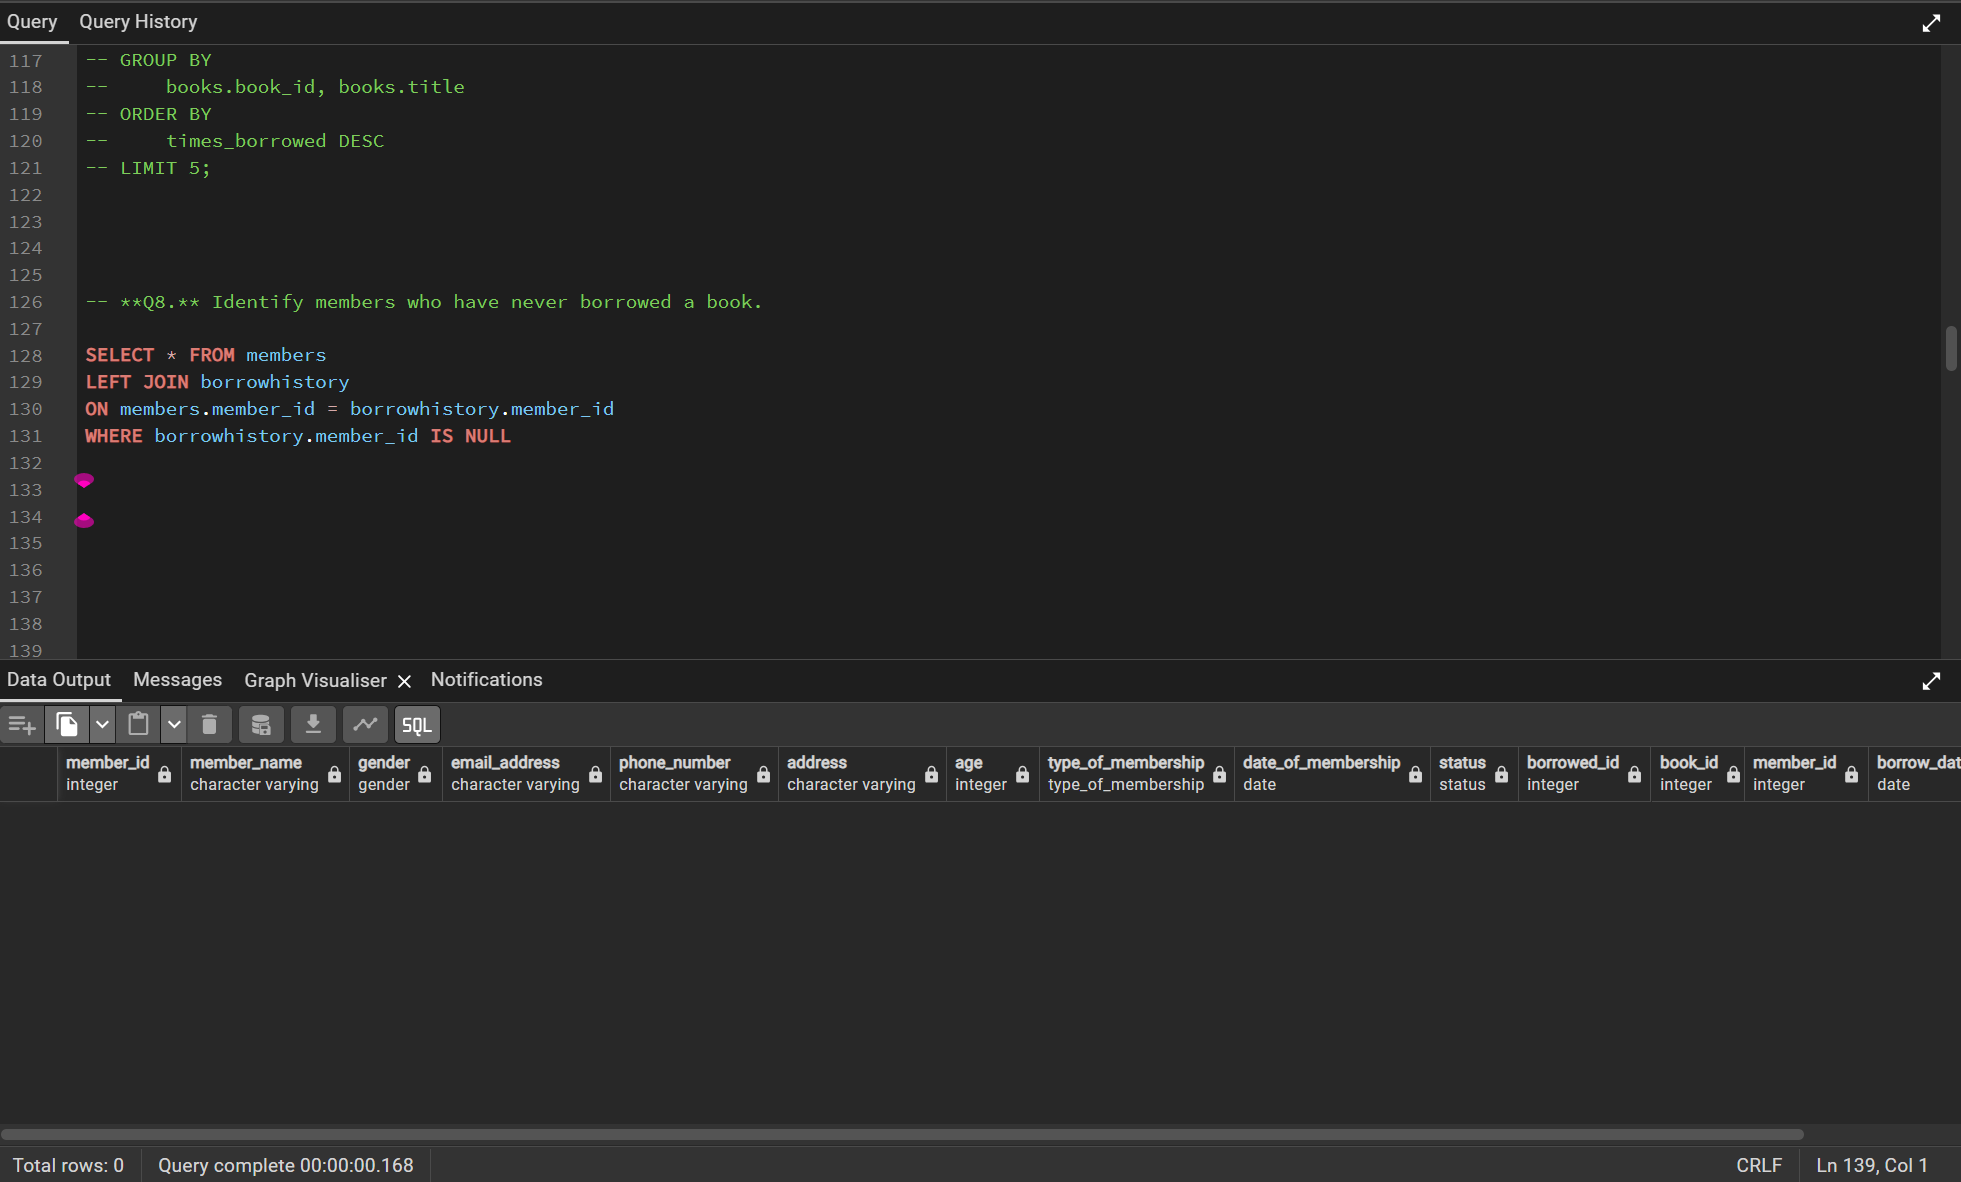 Query Query History
117 -- GROUP BY
118 --     books.book_id, books.title
119 -- ORDER BY
120 --     times_borrowed DESC
121 -- LIMIT 5;
122
123
124
125
126 -- **Q8.** Identify members who have never borrowed a book.
127
128 SELECT * FROM members
129 LEFT JOIN borrowhistory
130 ON members.member_id = borrowhistory.member_id
131 WHERE borrowhistory.member_id IS NULL
132
133
134
135
136
137
138
139
Data Output Messages Graph Visualiser Notifications
SQL
member_id member_name gender email_address phone_number address age type_of_membership date_of_membership status borrowed_id book_id member_id borrow_dat
integer character varying gender character varying character varying character varying integer type_of_membership date status integer integer integer date
Total rows: 0 Query complete 00:00:00.168 CRLF Ln 139, Col 1